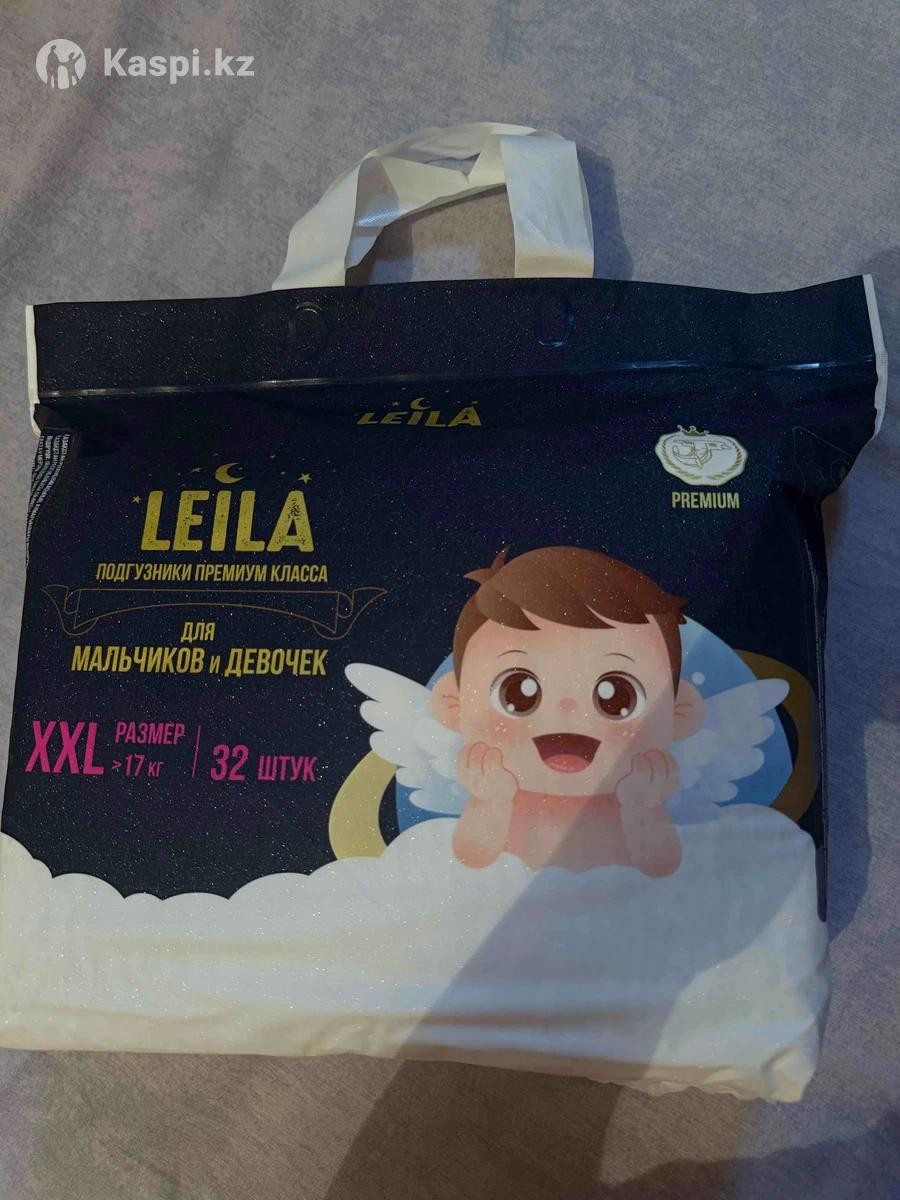 Kaspi.kz
LEILA
PREMIUM
LEILA
ПОДГУЗНИКИ ПРЕМИУМ КЛАССА
ДЛЯ
МАЛЬЧИКОВ и ДЕВОЧЕК
XXL РАЗМЕР >17 КГ 32 ШТУК